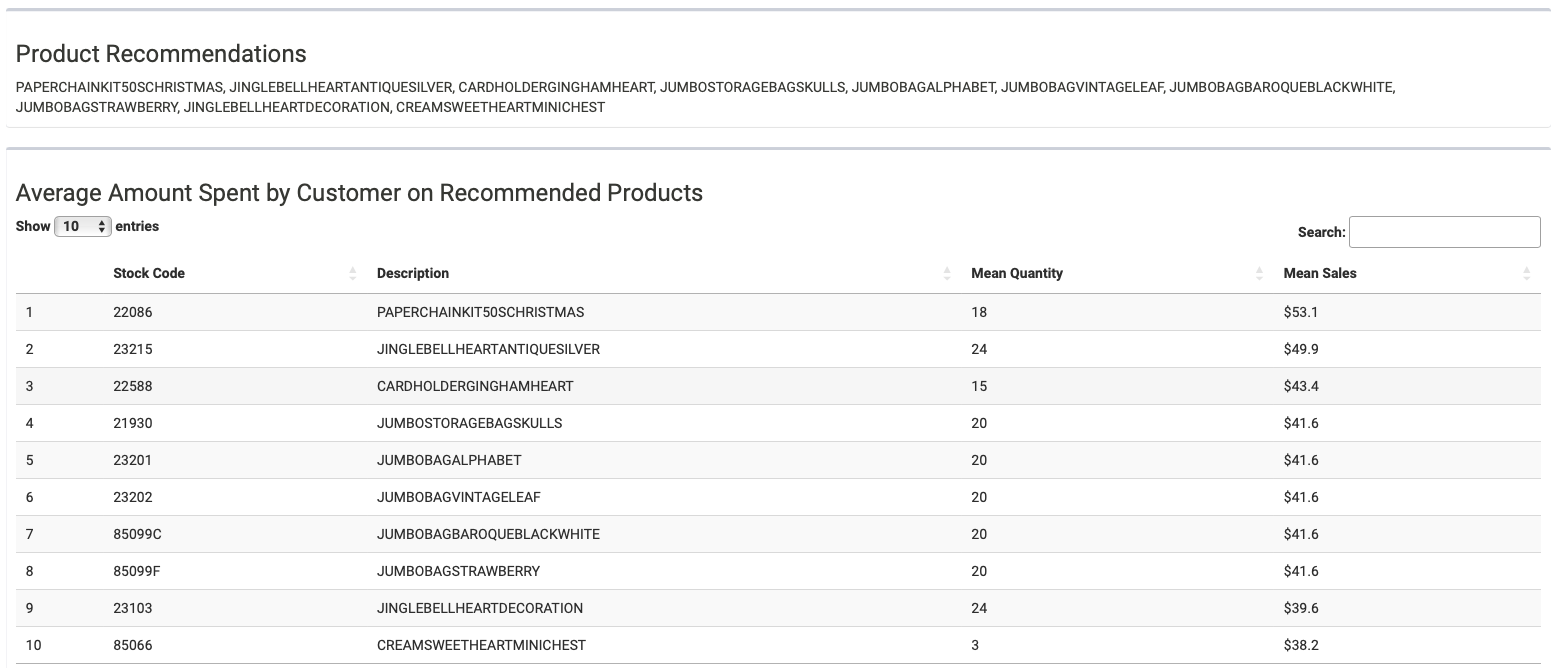 Product Recommendations
PAPERCHAINKIT50SCHRISTMAS, JINGLEBELLHEARTANTIQUESILVER, CARDHOLDERGINGHAMHEART, JUMBOSTORAGEBAGSKULLS, JUMBOBAGALPHABET, JUMBOBAGVINTAGELEAF, JUMBOBAGBAROQUEBLACKWHITE,
JUMBOBAGSTRAWBERRY, JINGLEBELLHEARTDECORATION, CREAMSWEETHEARTMINICHEST
Average Amount Spent by Customer on Recommended Products
Show 10 entries Search:
Stock Code Description Mean Quantity Mean Sales
1 22086 PAPERCHAINKIT50SCHRISTMAS 18 $53.1
2 23215 JINGLEBELLHEARTANTIQUESILVER 24 $49.9
3 22588 CARDHOLDERGINGHAMHEART 15 $43.4
4 21930 JUMBOSTORAGEBAGSKULLS 20 $41.6
5 23201 JUMBOBAGALPHABET 20 $41.6
6 23202 JUMBOBAGVINTAGELEAF 20 $41.6
7 85099C JUMBOBAGBAROQUEBLACKWHITE 20 $41.6
8 85099F JUMBOBAGSTRAWBERRY 20 $41.6
9 23103 JINGLEBELLHEARTDECORATION 24 $39.6
10 85066 CREAMSWEETHEARTMINICHEST 3 $38.2